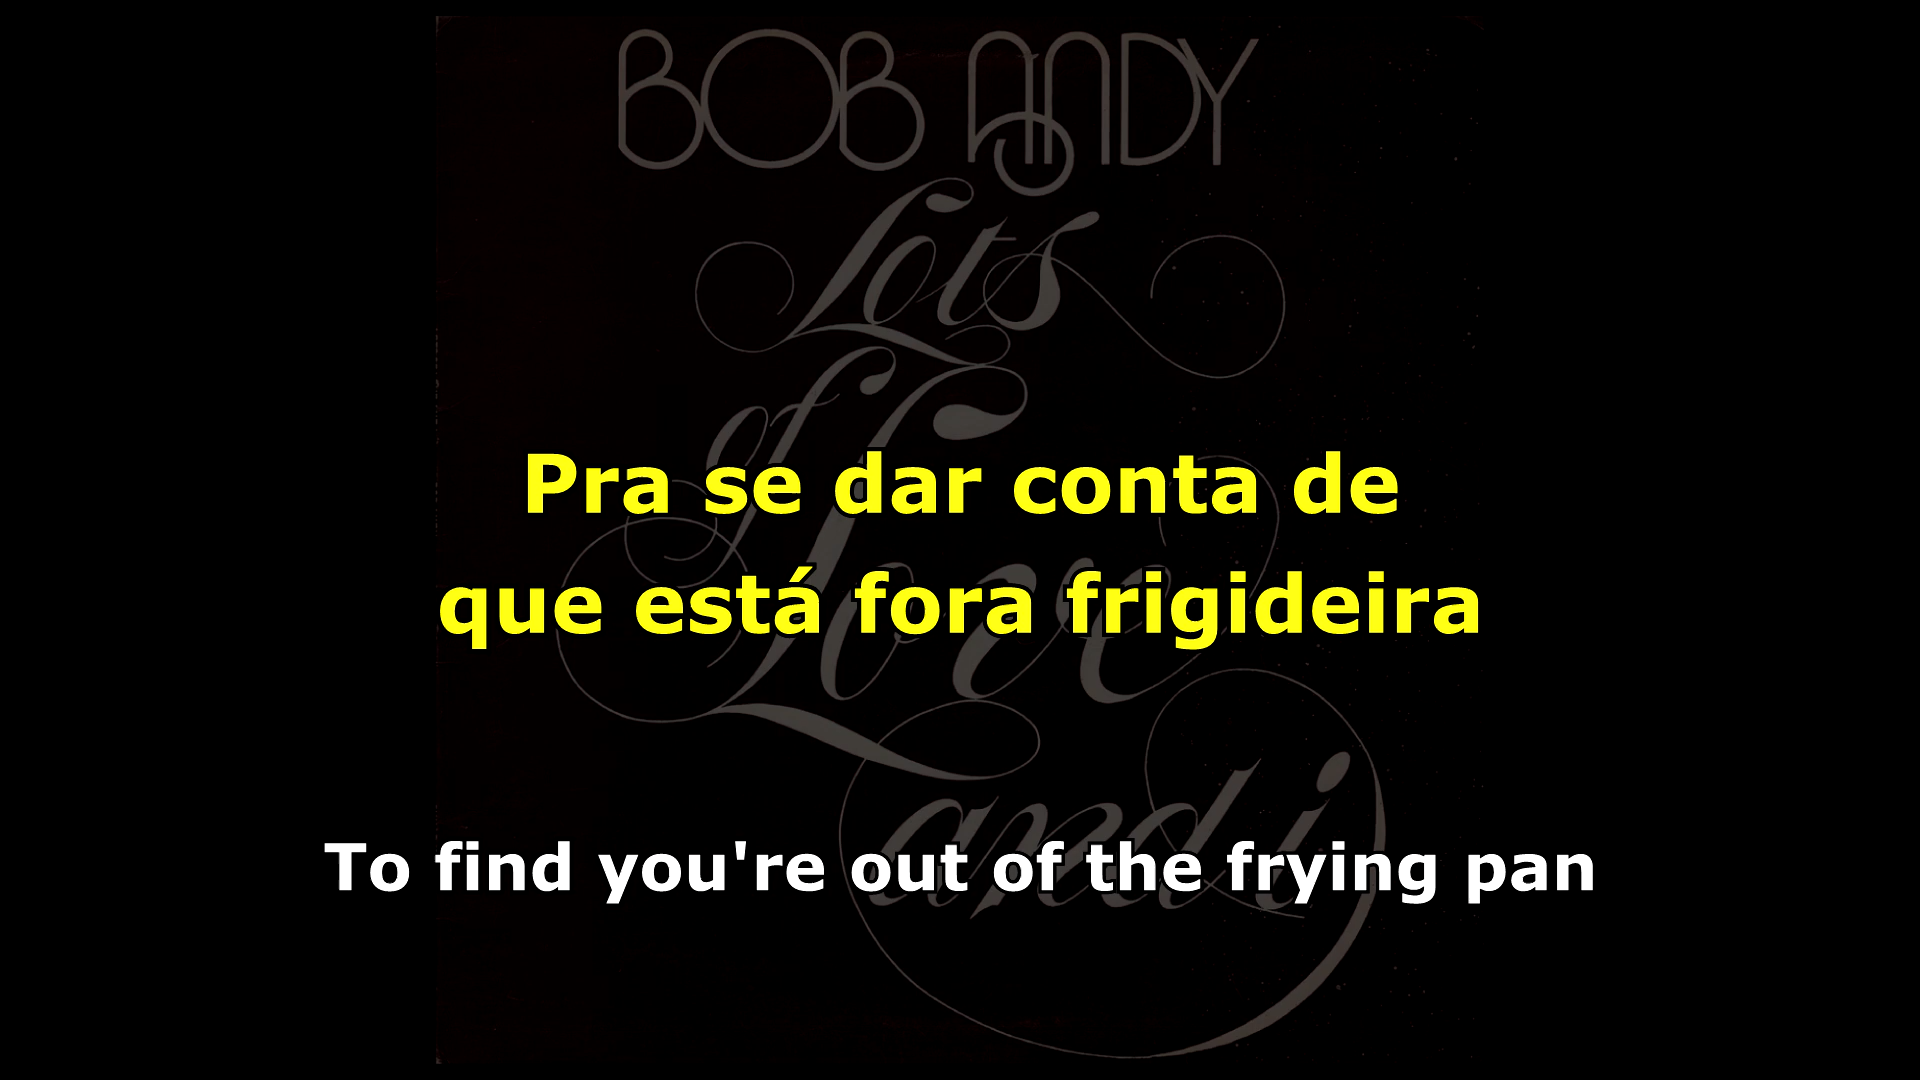 BOB ANDY
Lots
of Love
Pra se dar conta de
que está fora frigideira
and i
To find you're out of the frying pan